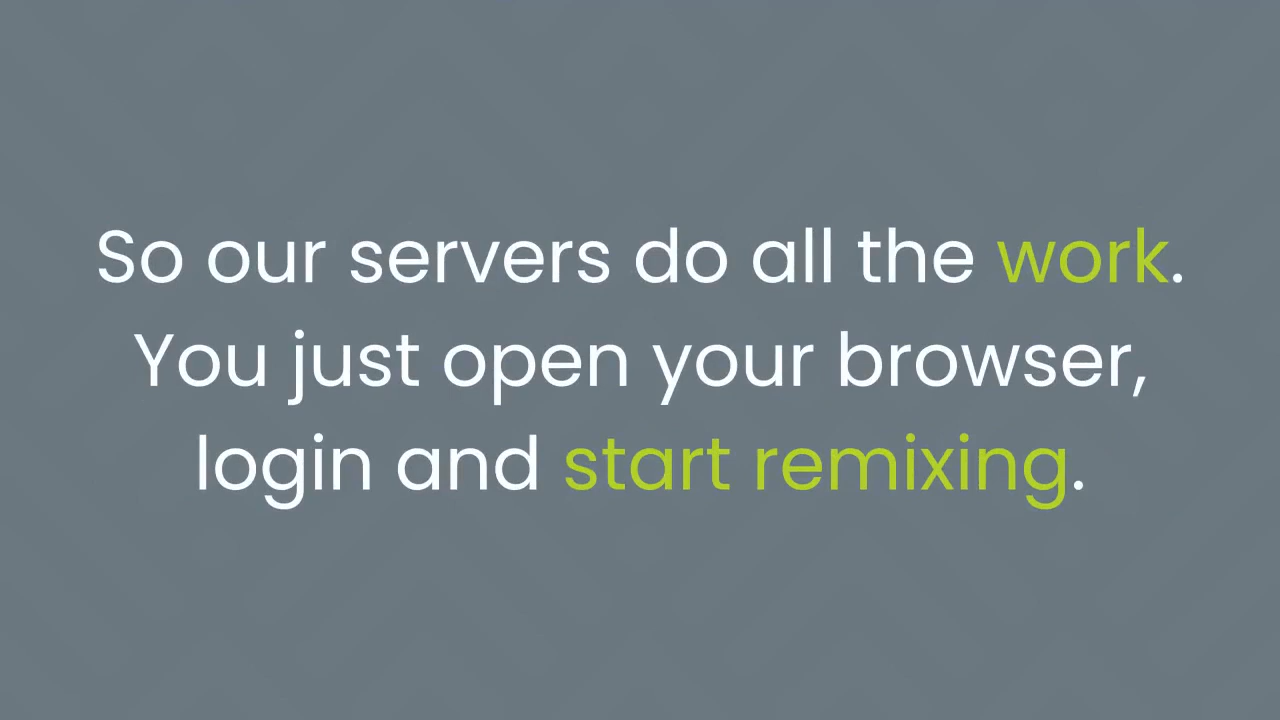 So our servers do all the work.
You just open your browser,
login and start remixing.